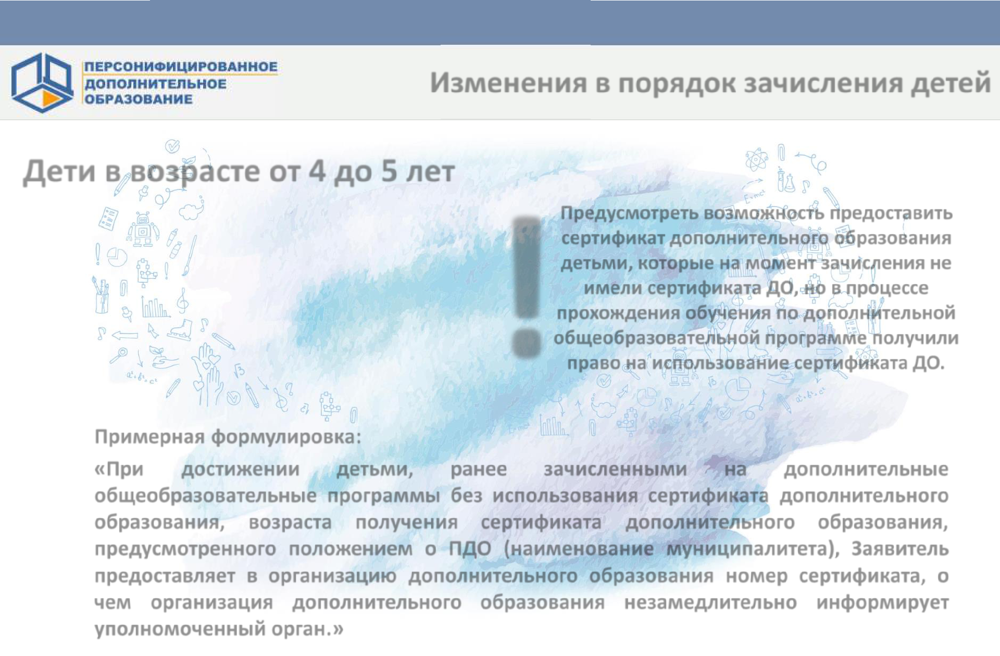 ПЕРСОНИФИЦИРОВАННОЕ
ДОПОЛНИТЕЛЬНОЕ
ОБРАЗОВАНИЕ
Изменения в порядок зачисления детей
Дети в возрасте от 4 до 5 лет
!
Предусмотреть возможность предоставить
сертификат дополнительного образования
детьми, которые на момент зачисления не
имели сертификата ДО, но в процессе
прохождения обучения по дополнительной
общеобразовательной программе получили
право на использование сертификата ДО.
Примерная формулировка:
«При достижении детьми, ранее зачисленными на дополнительные
общеобразовательные программы без использования сертификата дополнительного
образования, возраста получения сертификата дополнительного образования,
предусмотренного положением о ПДО (наименование муниципалитета), Заявитель
предоставляет в организацию дополнительного образования номер сертификата, о
чем организация дополнительного образования незамедлительно информирует
уполномоченный орган.»